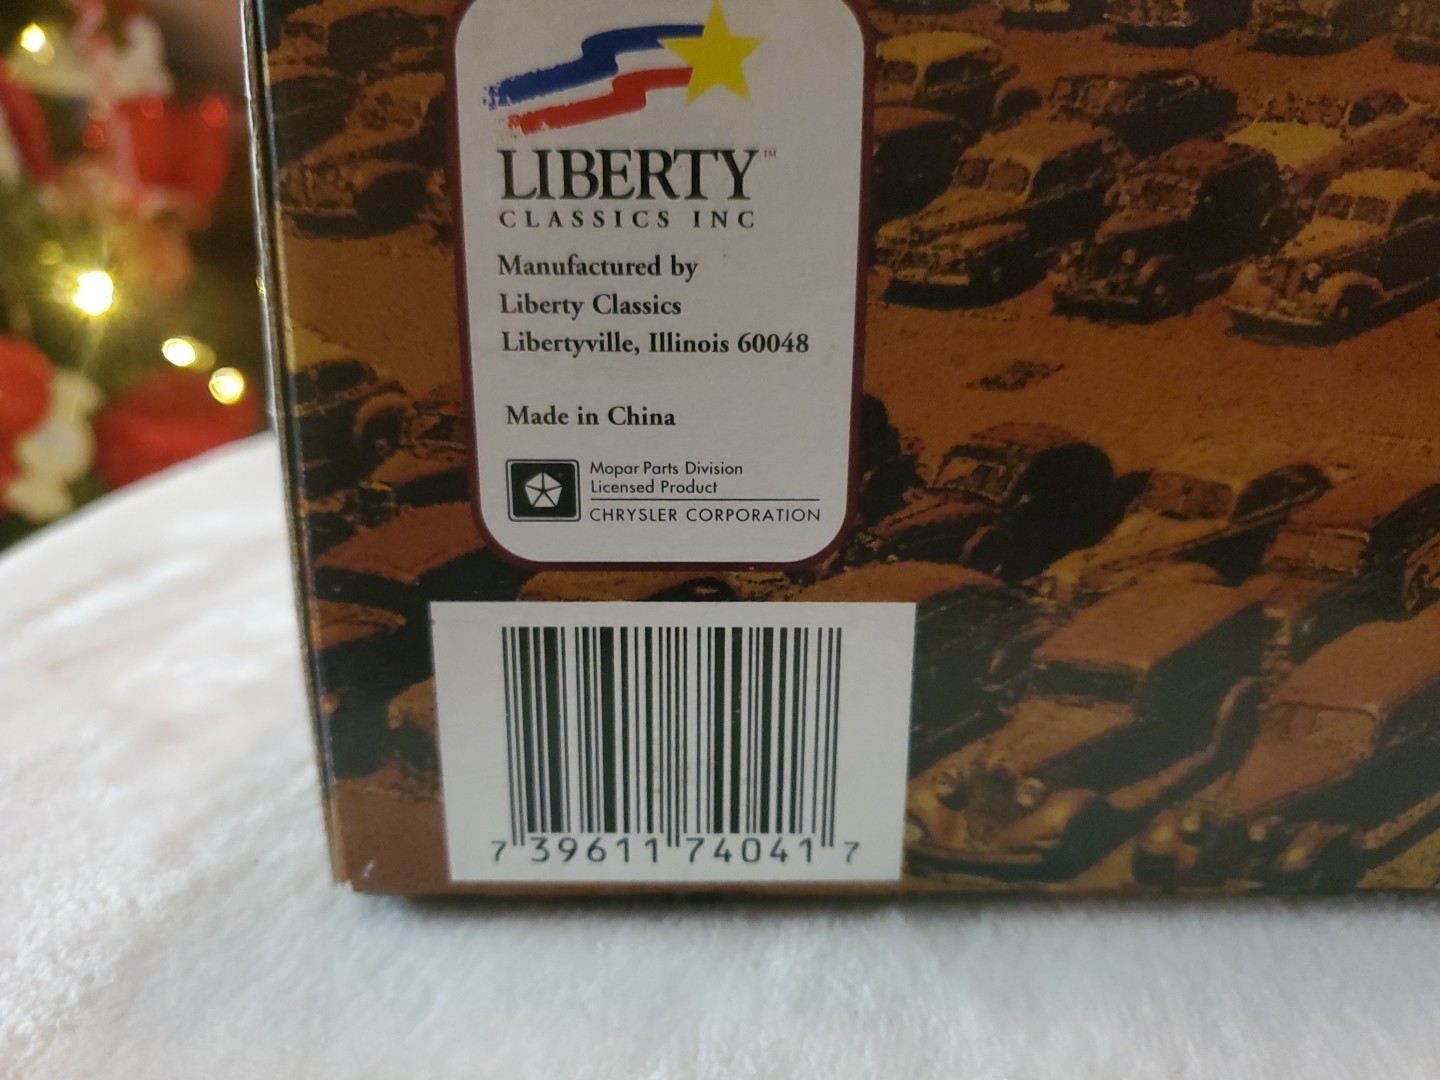 LIBERTY™
CLASSICS INC
Manufactured by
Liberty Classics
Libertyville, Illinois 60048
Made in China
Mopar Parts Division
Licensed Product
CHRYSLER CORPORATION
7 39611 74041 7